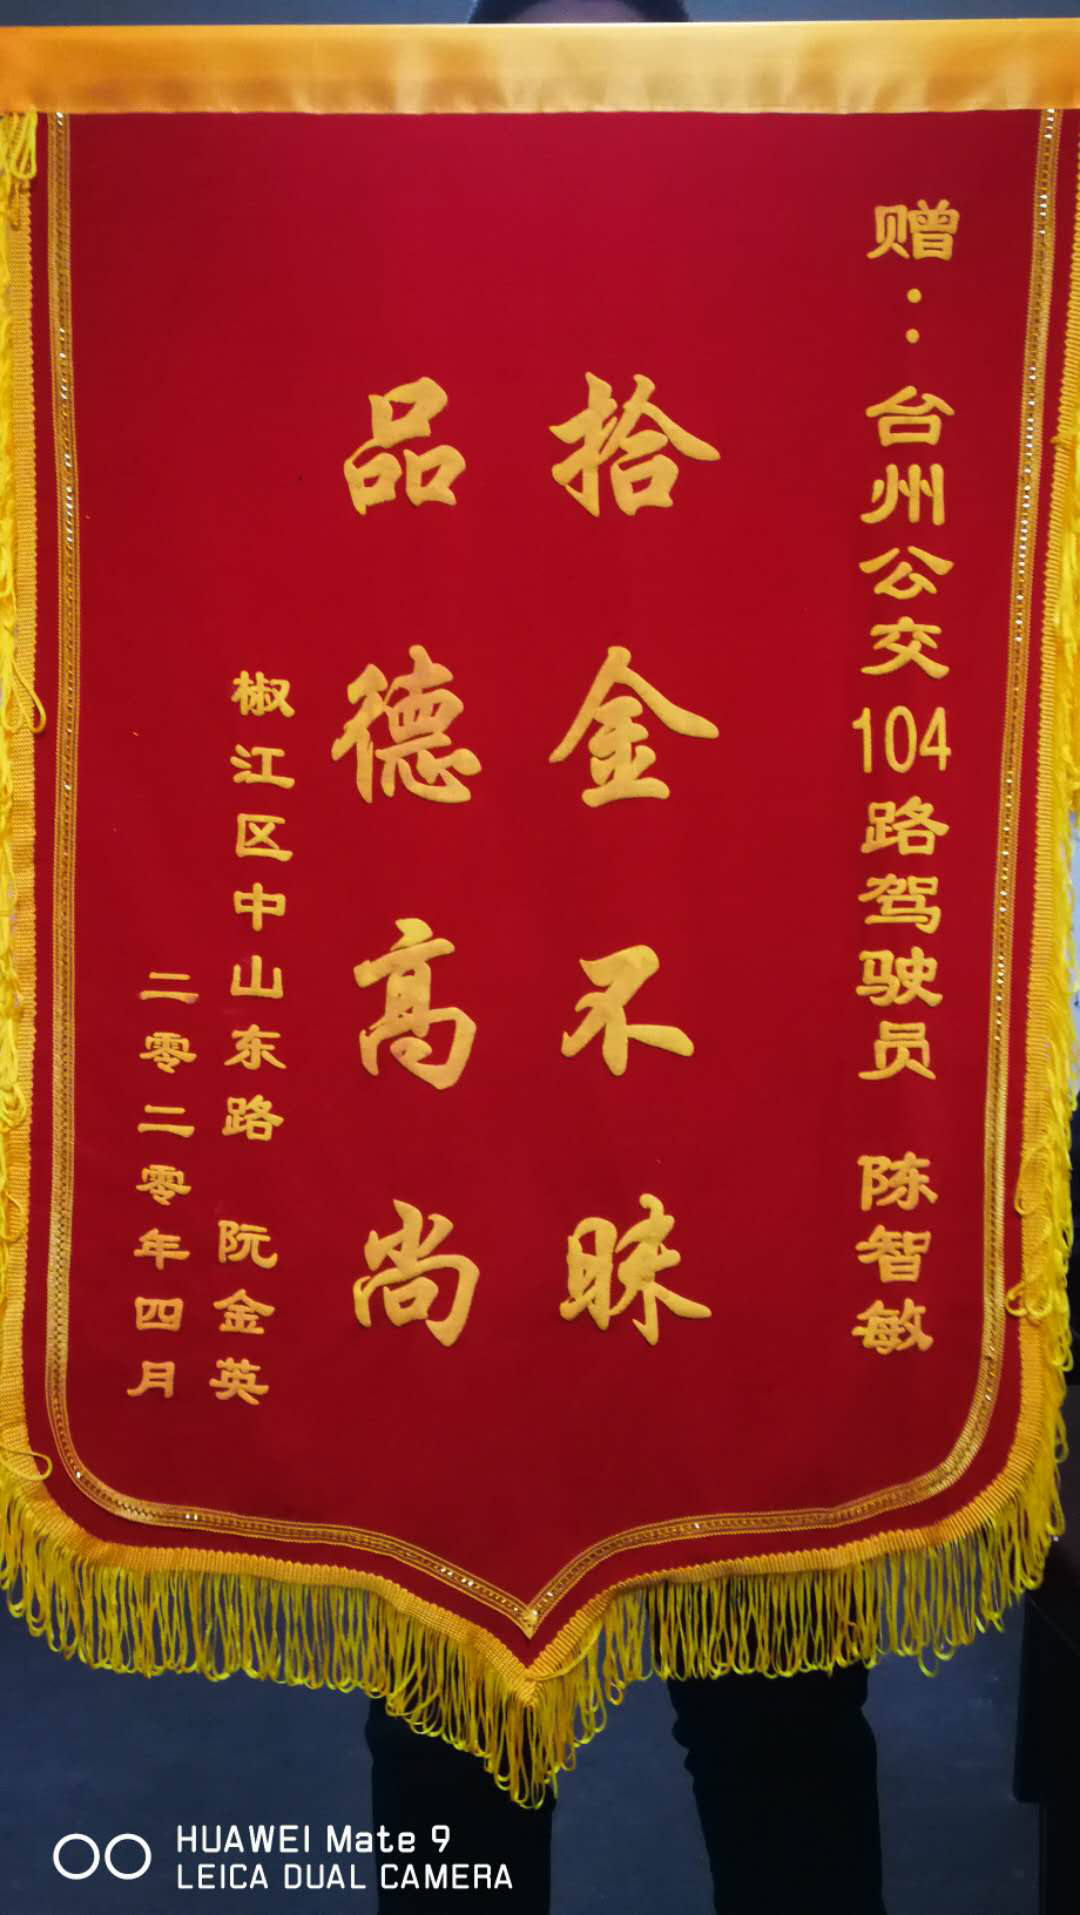 赠：台州公交104路驾驶员 陈智敏
拾金不昧
品德高尚
椒江区中山东路 阮金英
二零二零年四月
HUAWEI Mate 9
LEICA DUAL CAMERA